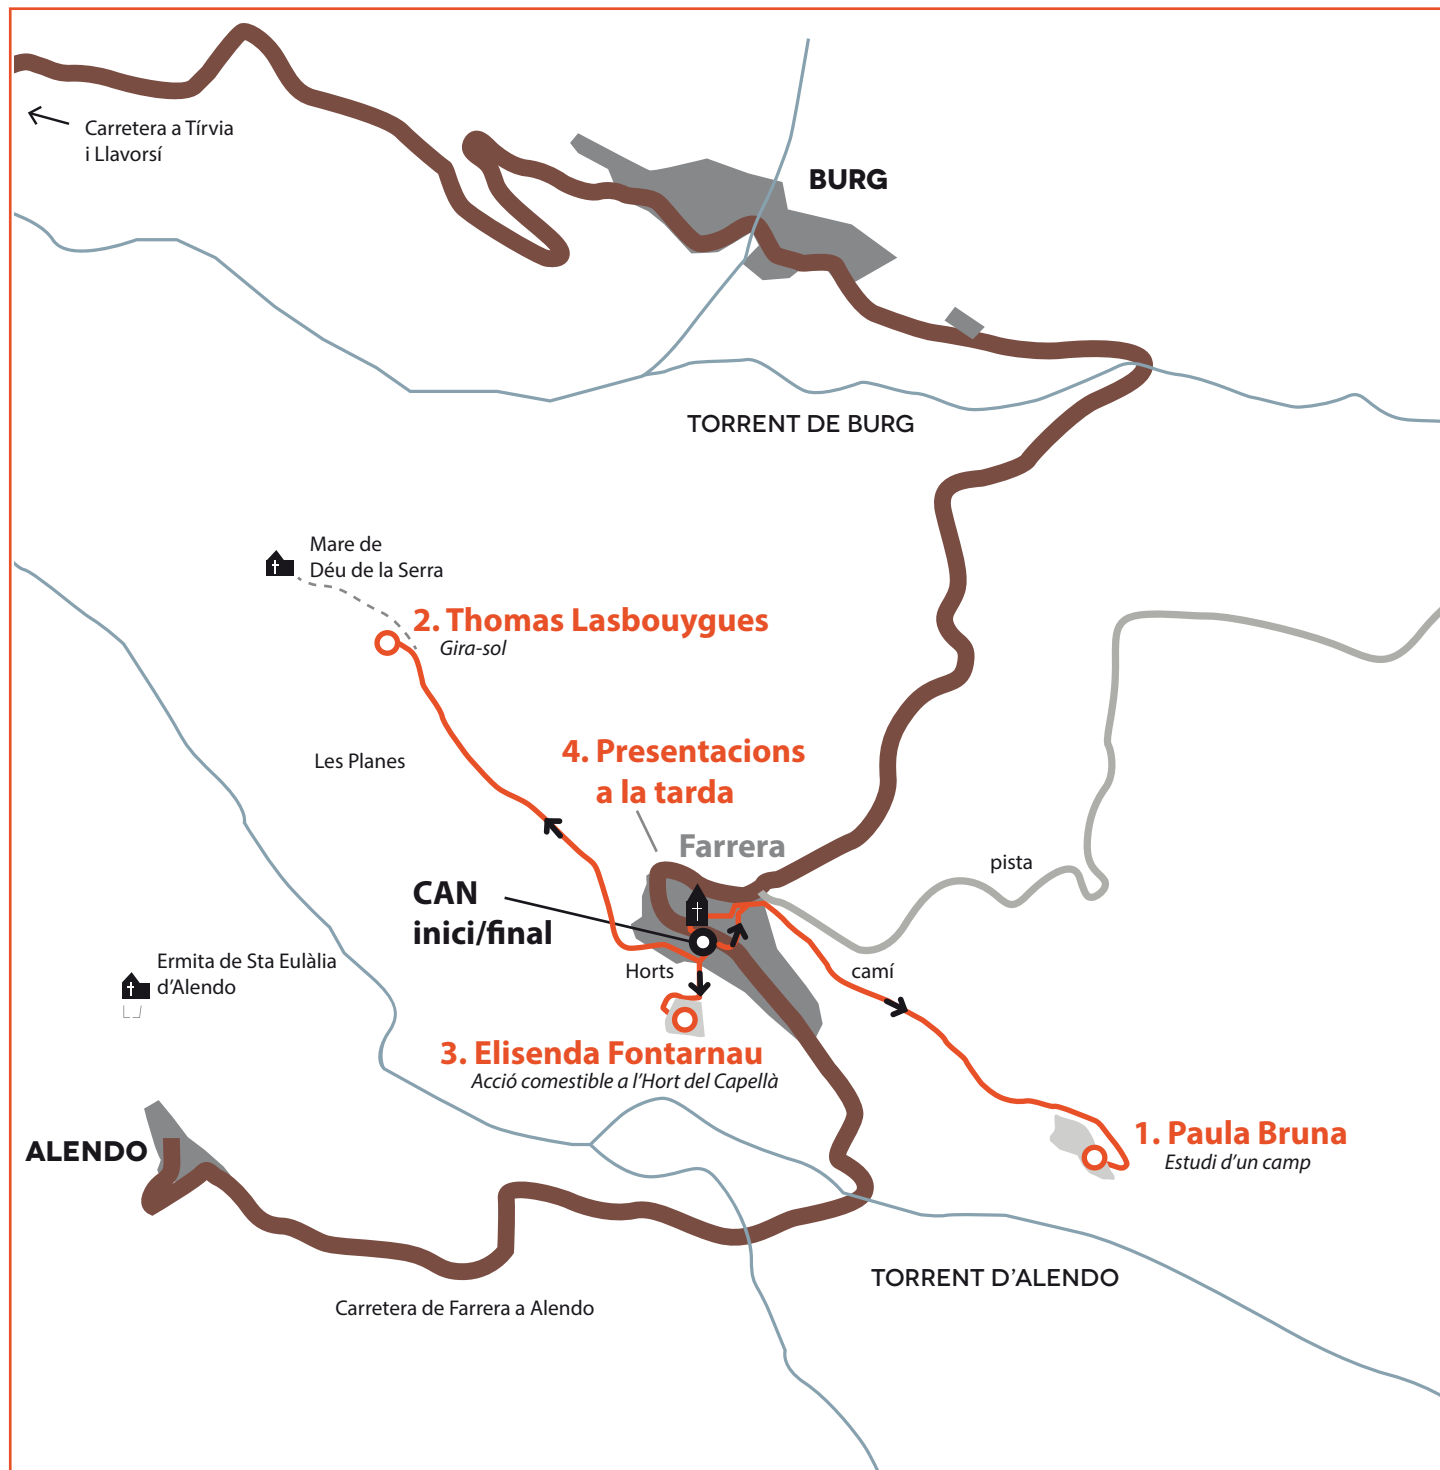 Carretera a Tírvia
i Llavorsí
BURG
TORRENT DE BURG
Mare de
Déu de la Serra
2. Thomas Lasbouygues
Gira-sol
Les Planes
4. Presentacions
a la tarda
Farrera
pista
CAN
inici/final
Horts
camí
Ermita de Sta Eulàlia
d'Alendo
3. Elisenda Fontarnau
Acció comestible a l'Hort del Capellà
1. Paula Bruna
Estudi d'un camp
ALENDO
TORRENT D'ALENDO
Carretera de Farrera a Alendo